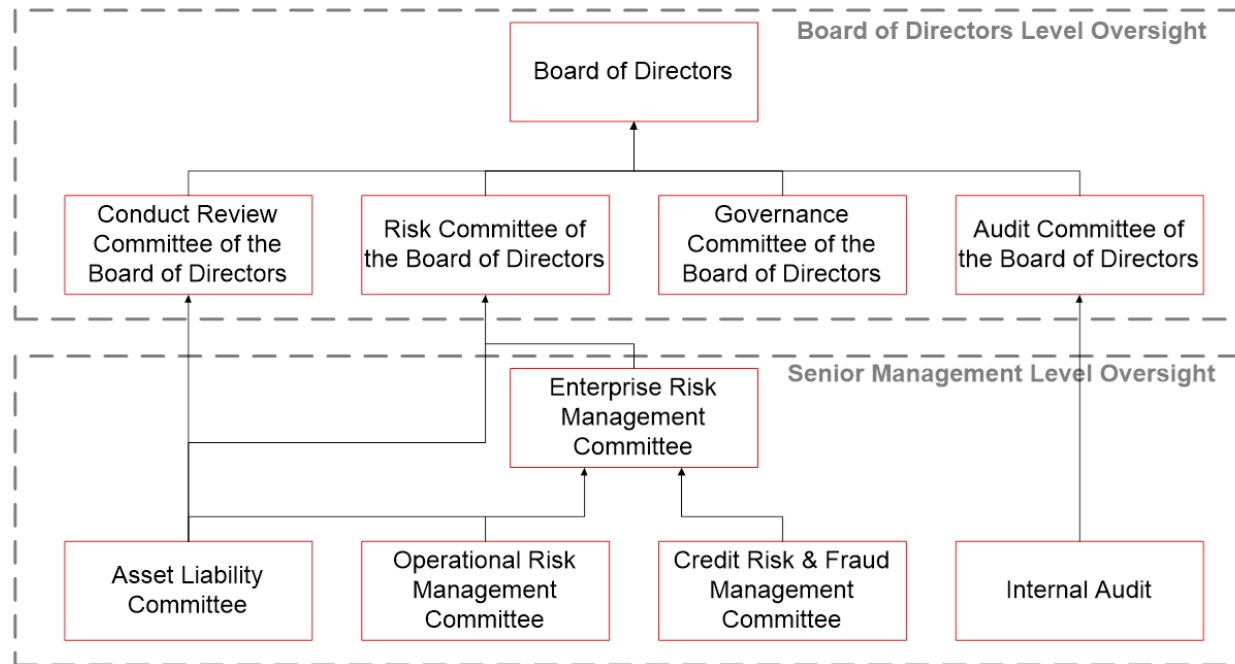 Board of Directors Level Oversight
Board of Directors
Conduct Review
Committee of the
Board of Directors
Risk Committee of
the Board of Directors
Governance
Committee of the
Board of Directors
Audit Committee of
the Board of Directors
Senior Management Level Oversight
Enterprise Risk
Management
Committee
Asset Liability
Committee
Operational Risk
Management
Committee
Credit Risk & Fraud
Management
Committee
Internal Audit